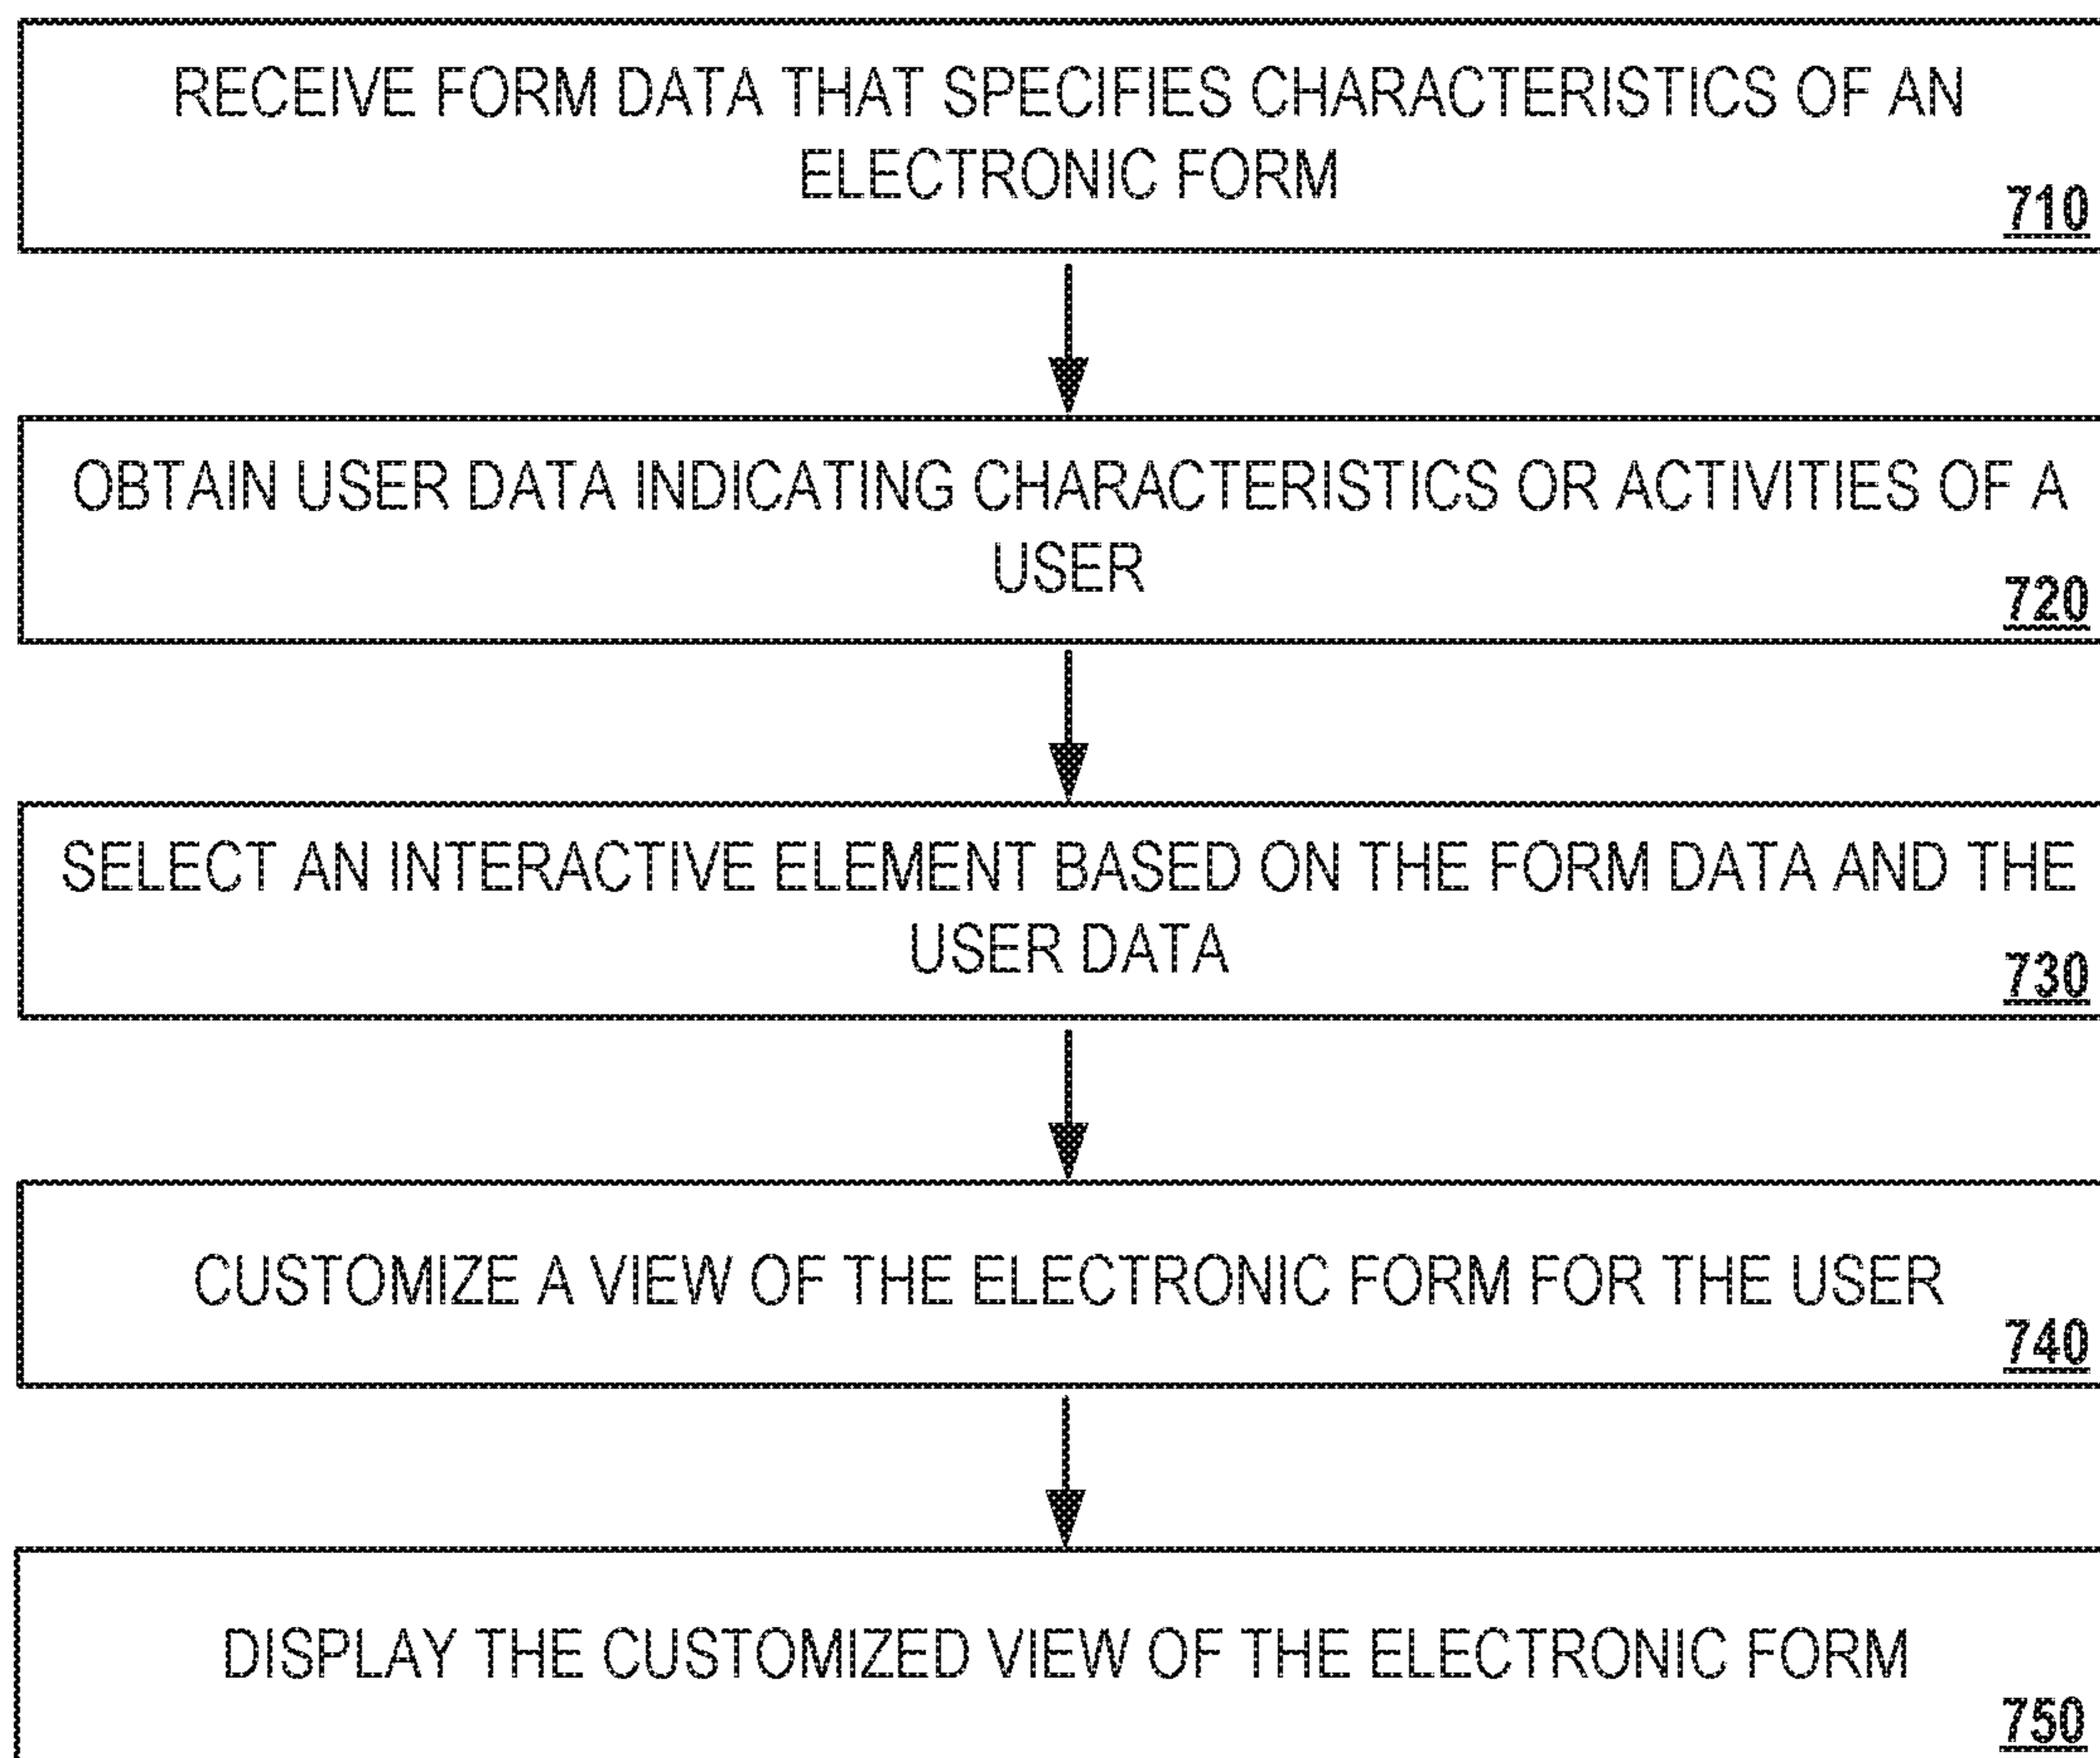 RECEIVE FORM DATA THAT SPECIFIES CHARACTERISTICS OF AN
ELECTRONIC FORM
710
OBTAIN USER DATA INDICATING CHARACTERISTICS OR ACTIVITIES OF A
USER
720
SELECT AN INTERACTIVE ELEMENT BASED ON THE FORM DATA AND THE
USER DATA
730
CUSTOMIZE A VIEW OF THE ELECTRONIC FORM FOR THE USER
740
DISPLAY THE CUSTOMIZED VIEW OF THE ELECTRONIC FORM
750